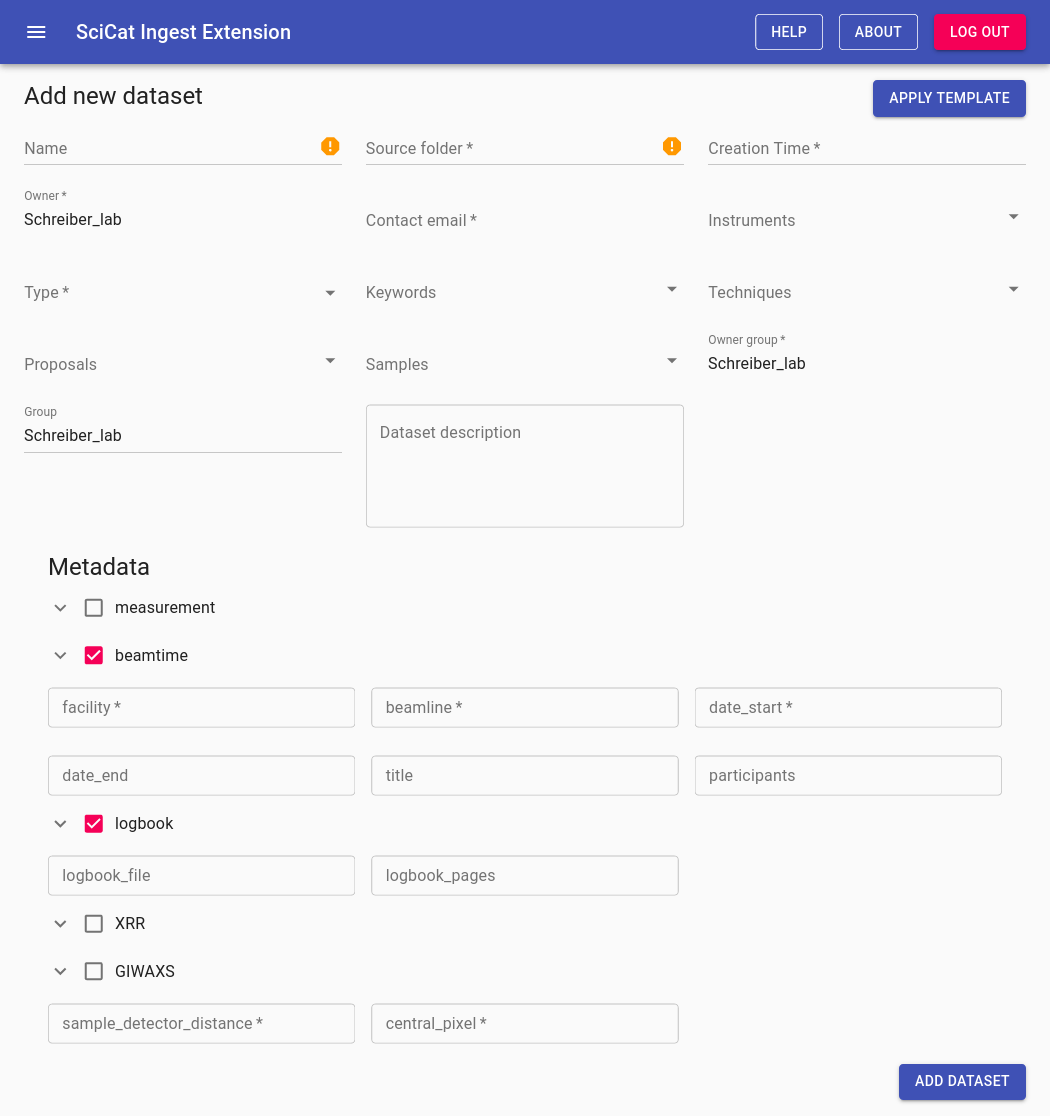 SciCat Ingest Extension HELP ABOUT LOG OUT
Add new dataset APPLY TEMPLATE
Name Source folder * Creation Time *
Owner *
Schreiber_lab Contact email * Instruments
Type * Keywords Techniques
Owner group *
Proposals Samples Schreiber_lab
Group
Schreiber_lab Dataset description
Metadata
measurement
beamtime
facility * beamline * date_start *
date_end title participants
logbook
logbook_file logbook_pages
XRR
GIWAXS
sample_detector_distance * central_pixel *
ADD DATASET